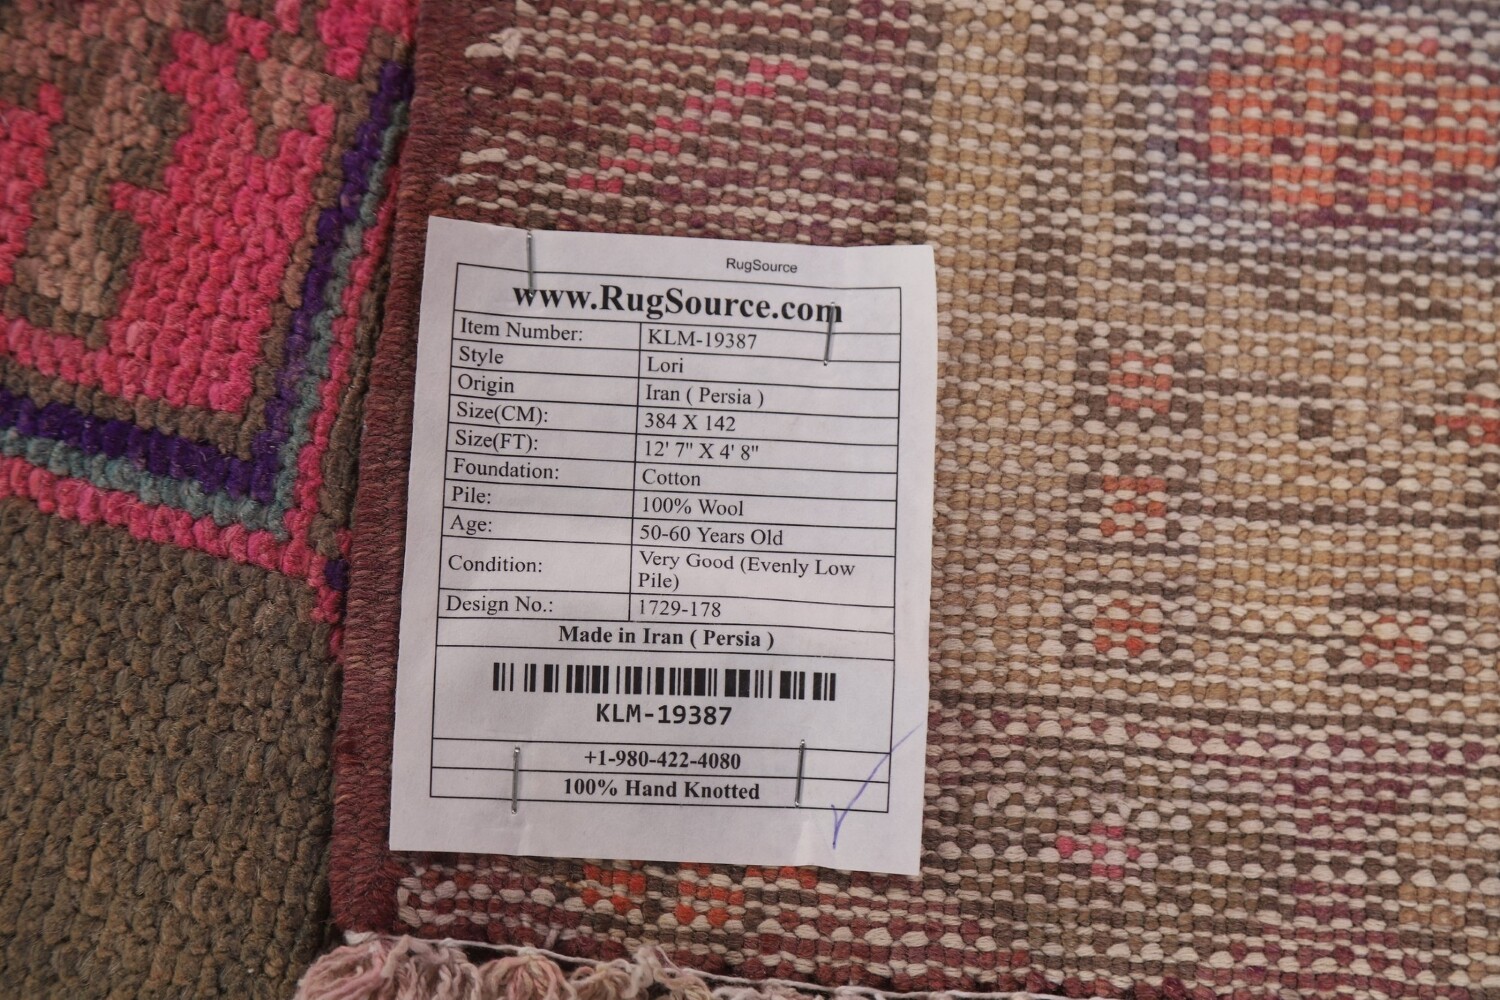 RugSource
www.RugSource.com
Item Number: KLM-19387
Style Lori
Origin Iran ( Persia )
Size(CM): 384 X 142
Size(FT): 12' 7" X 4' 8"
Foundation: Cotton
Pile: 100% Wool
Age: 50-60 Years Old
Condition: Very Good (Evenly Low
Pile)
Design No.: 1729-178
Made in Iran ( Persia )
KLM-19387
+1-980-422-4080
100% Hand Knotted